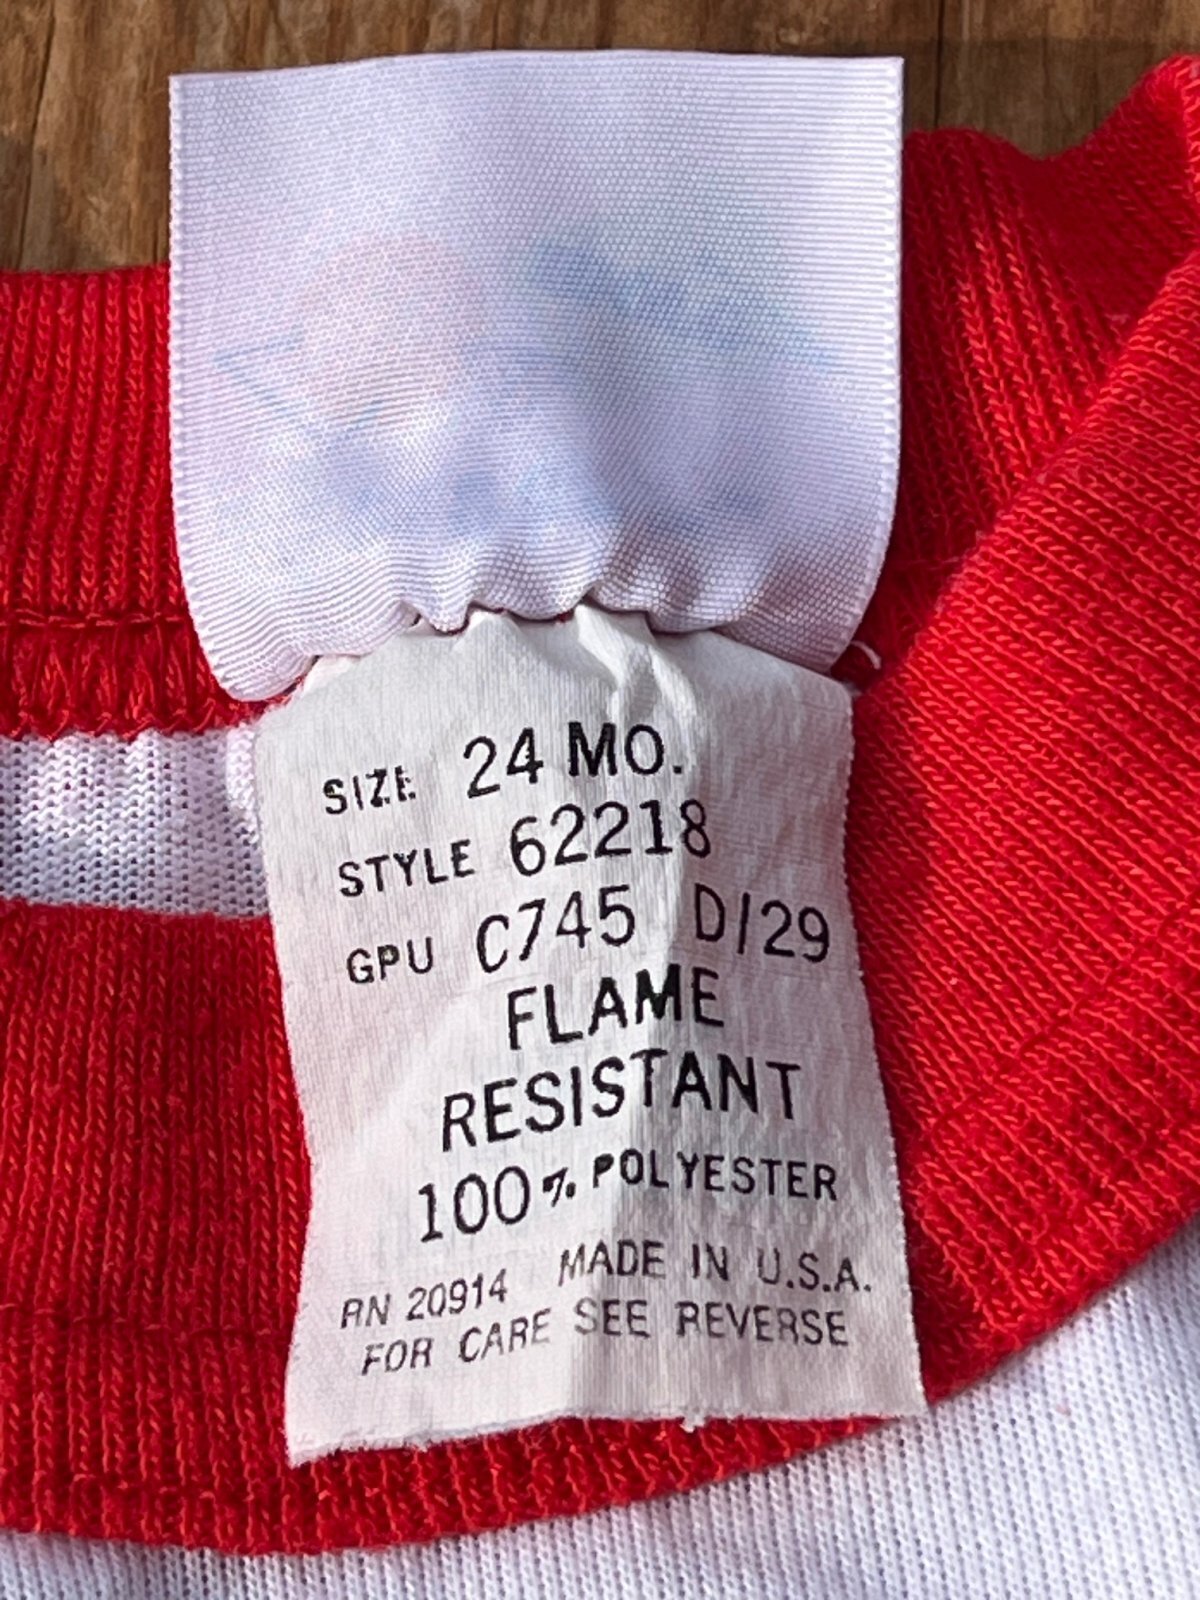 SIZE 24 MO.
STYLE 62218
GPU C745 D/29
FLAME
RESISTANT
100% POLYESTER
RN 20914 MADE IN U.S.A.
FOR CARE SEE REVERSE